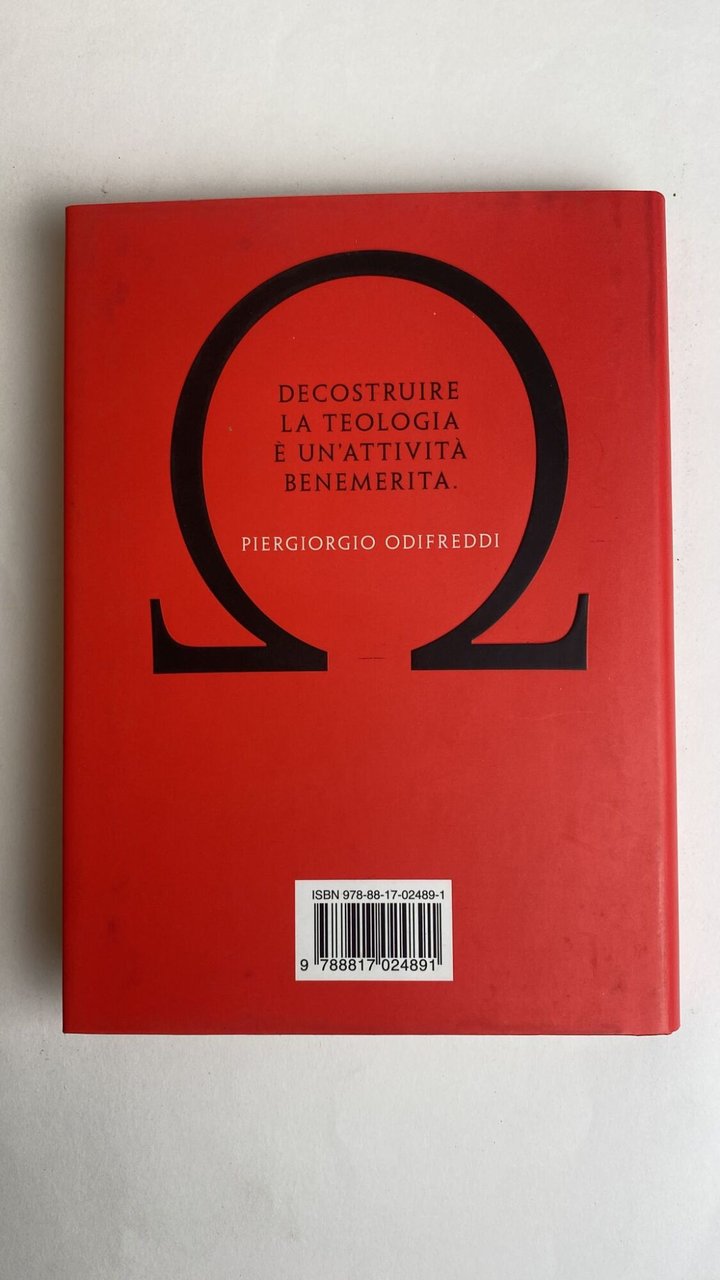 DECOSTRUIRE
LA TEOLOGIA
È UN'ATTIVITÀ
BENEMERITA.
PIERGIORGIO ODIFREDDI
ISBN 978-88-17-02489-1
9 788817 024891